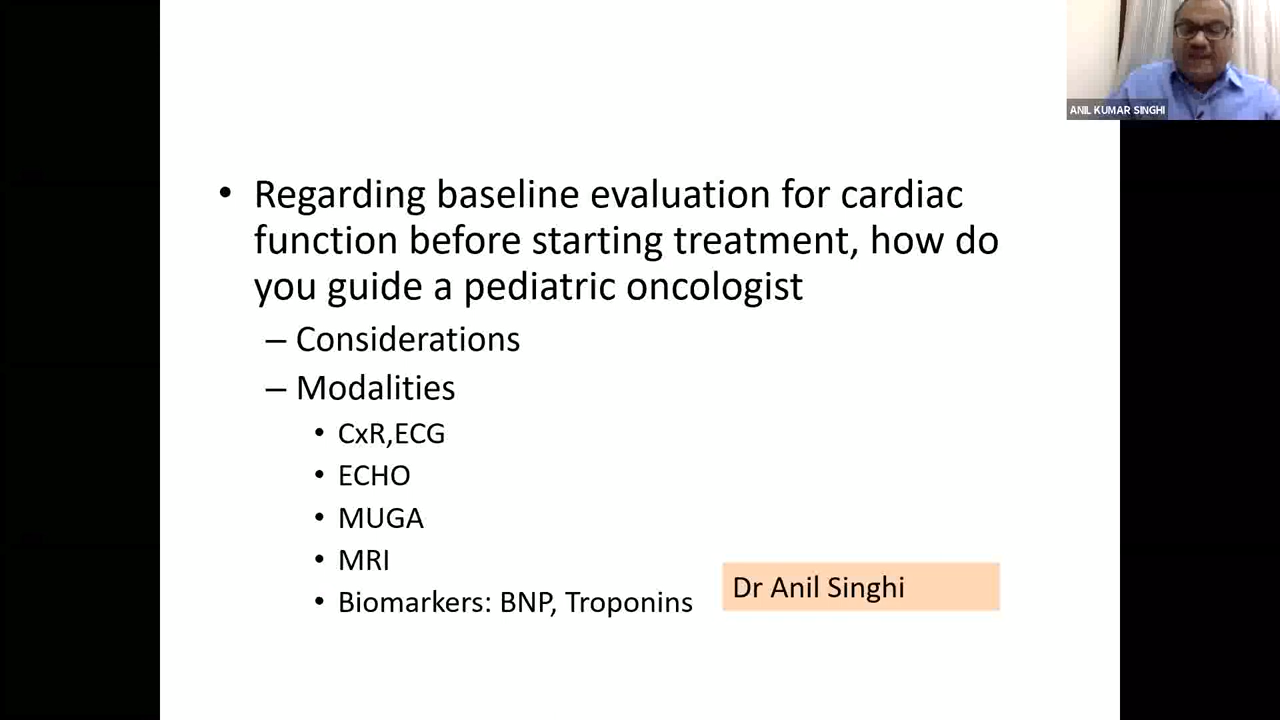 ANIL KUMAR SINGHI
• Regarding baseline evaluation for cardiac
function before starting treatment, how do
you guide a pediatric oncologist
– Considerations
– Modalities
• CxR,ECG
• ECHO
• MUGA
• MRI
• Biomarkers: BNP, Troponins
Dr Anil Singhi